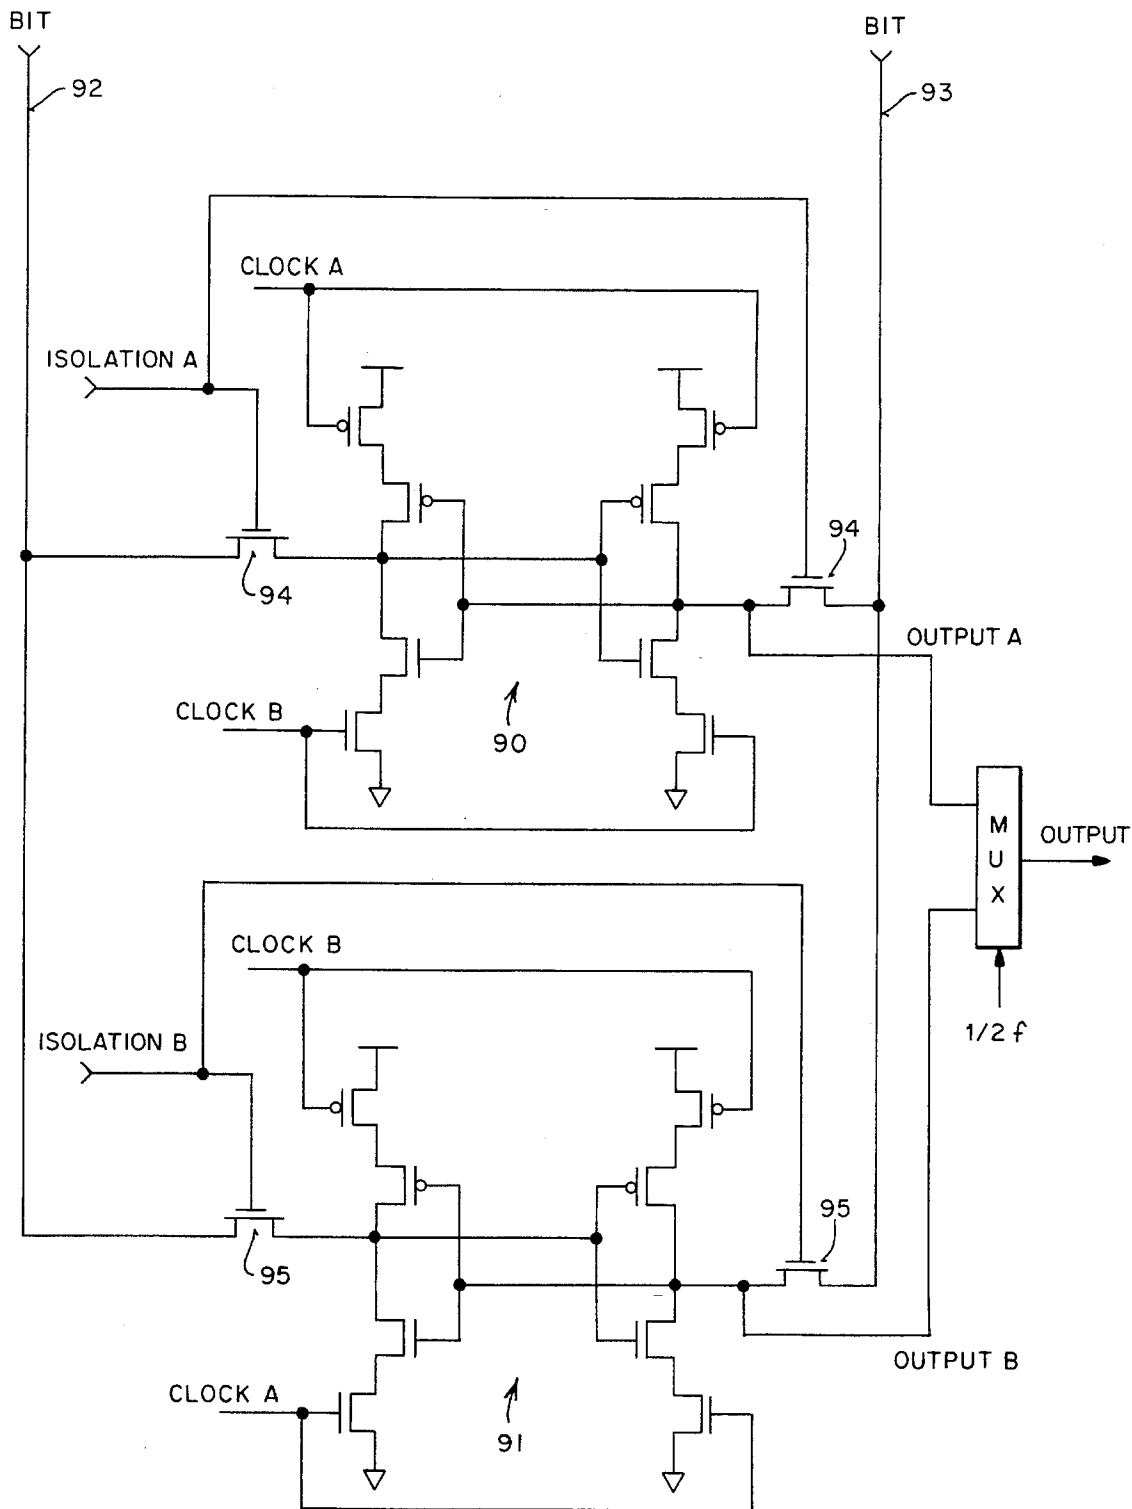 BIT
BIT
92
93
CLOCK A
ISOLATION A
94
94
OUTPUT A
CLOCK B
90
MUX
OUTPUT
CLOCK B
1/2 f
ISOLATION B
95
95
OUTPUT B
CLOCK A
91